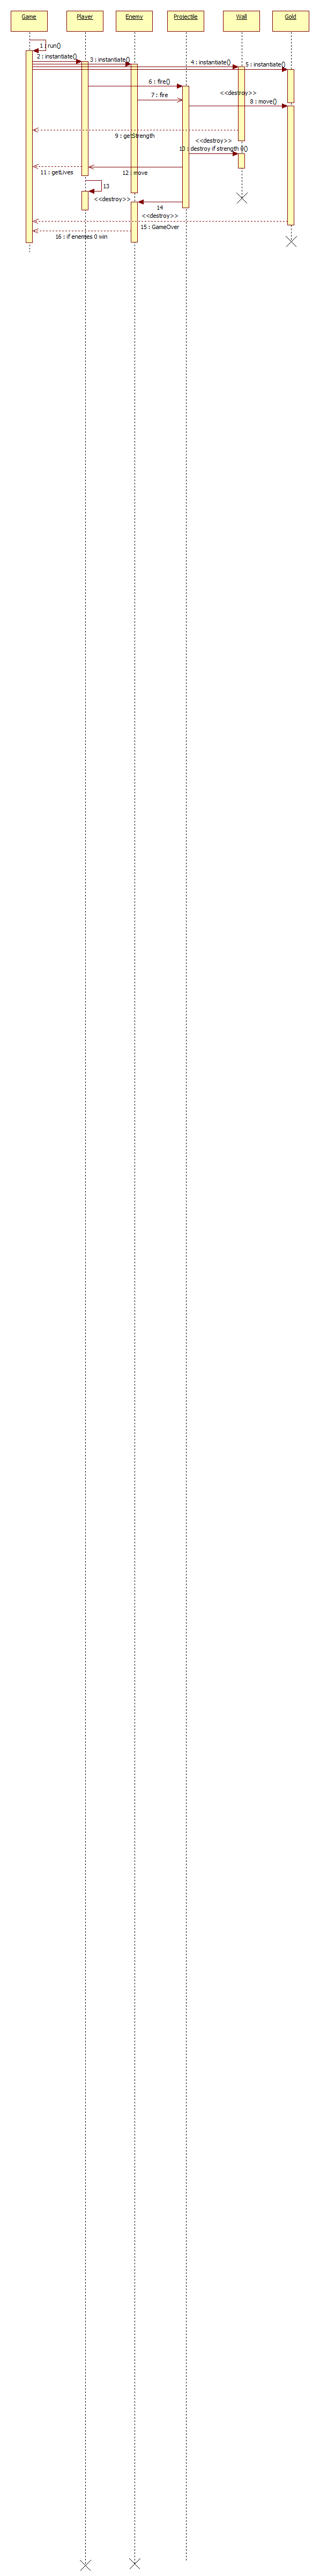 Game Player Enemy Projectile Wall Gold
1 : run()
2 : instantiate()
3 : instantiate()
4 : instantiate()
5 : instantiate()
6 : fire()
<<destroy>>
7 : fire
8 : move()
9 : getStrength
<<destroy>>
10 : destroy if strength 0()
11 : getLives
12 : move
13
<<destroy>>
14
<<destroy>>
15 : GameOver
16 : if enemes 0 win